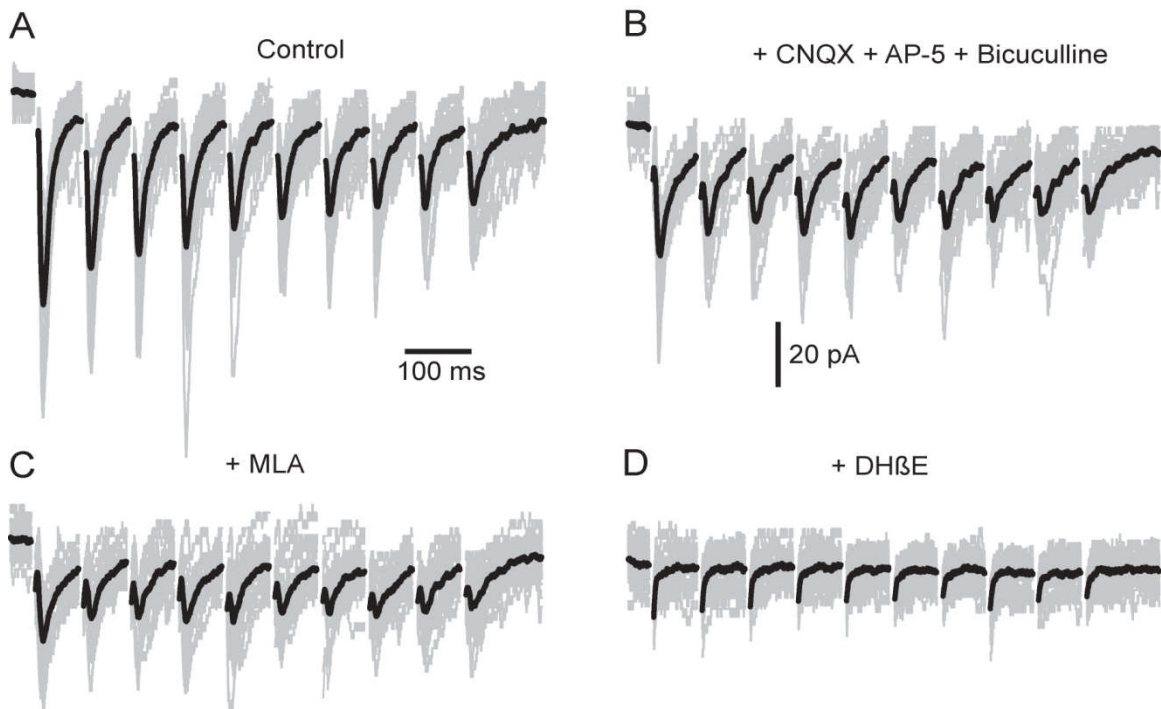 A
Control
100 ms
B
+ CNQX + AP-5 + Bicuculline
20 pA
C
+ MLA
D
+ DHßE